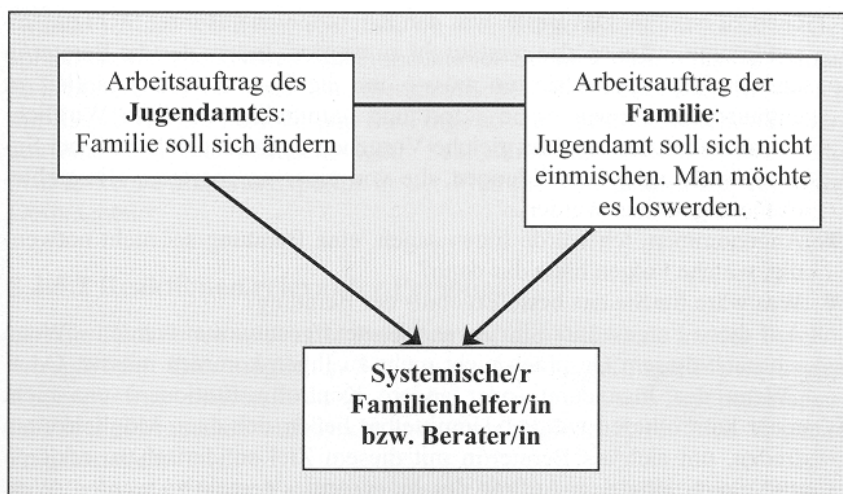 Arbeitsauftrag des
Jugendamtes:
Familie soll sich ändern
Arbeitsauftrag der
Familie:
Jugendamt soll sich nicht
einmischen. Man möchte
es loswerden.
Systemische/r
Familienhelfer/in
bzw. Berater/in